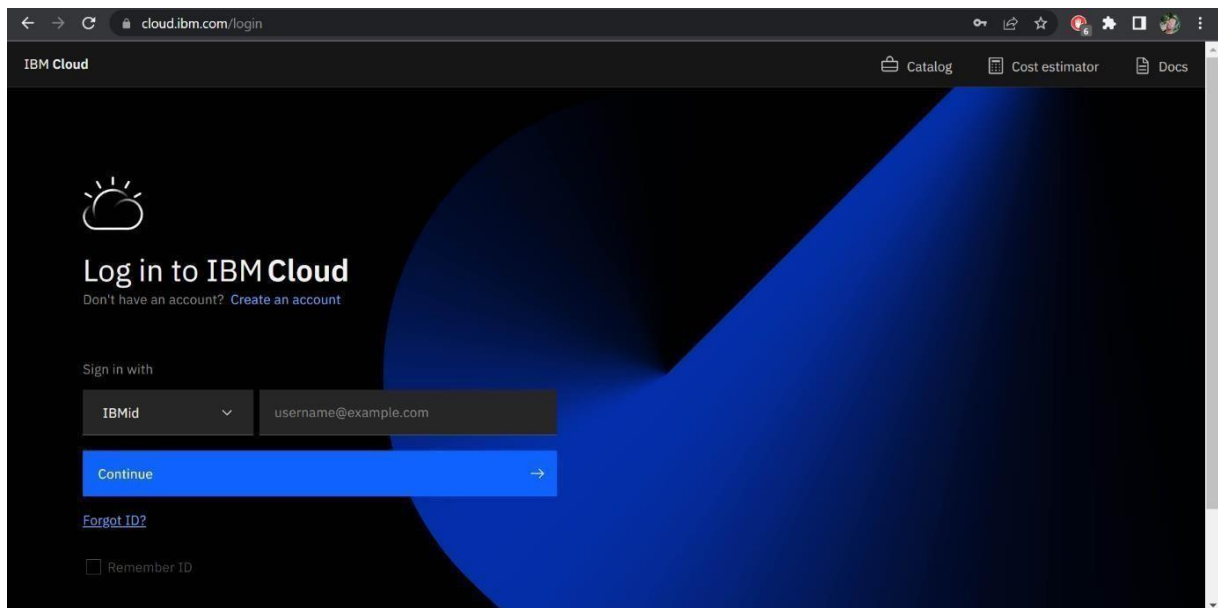 cloud.ibm.com/login
6
IBM Cloud
Catalog
Cost estimator
Docs
Log in to IBM Cloud
Don't have an account? Create an account
Sign in with
IBMid
username@example.com
Continue
Forgot ID?
Remember ID